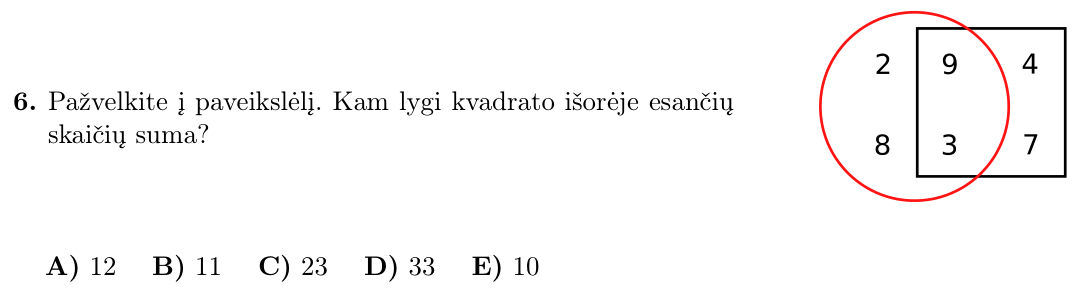 6. Pažvelkite į paveikslėlį. Kam lygi kvadrato išorėje esančių
skaičių suma?
2 9 4
8 3 7
A) 12 B) 11 C) 23 D) 33 E) 10